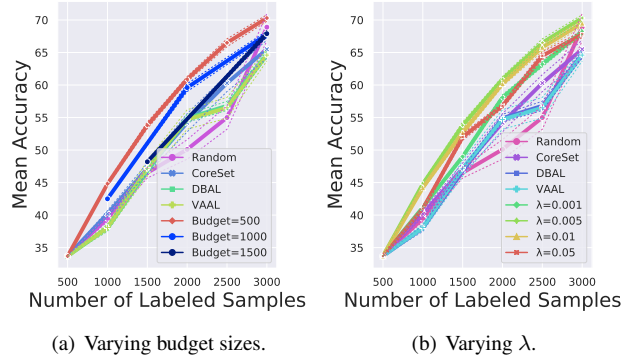 70
65
60
55
50
45
40
35
Mean Accuracy
Random
CoreSet
DBAL
VAAL
Budget=500
Budget=1000
Budget=1500
500 1000 1500 2000 2500 3000
Number of Labeled Samples
(a) Varying budget sizes.
70
65
60
55
50
45
40
35
Mean Accuracy
Random
CoreSet
DBAL
VAAL
λ=0.001
λ=0.005
λ=0.01
λ=0.05
500 1000 1500 2000 2500 3000
Number of Labeled Samples
(b) Varying λ.